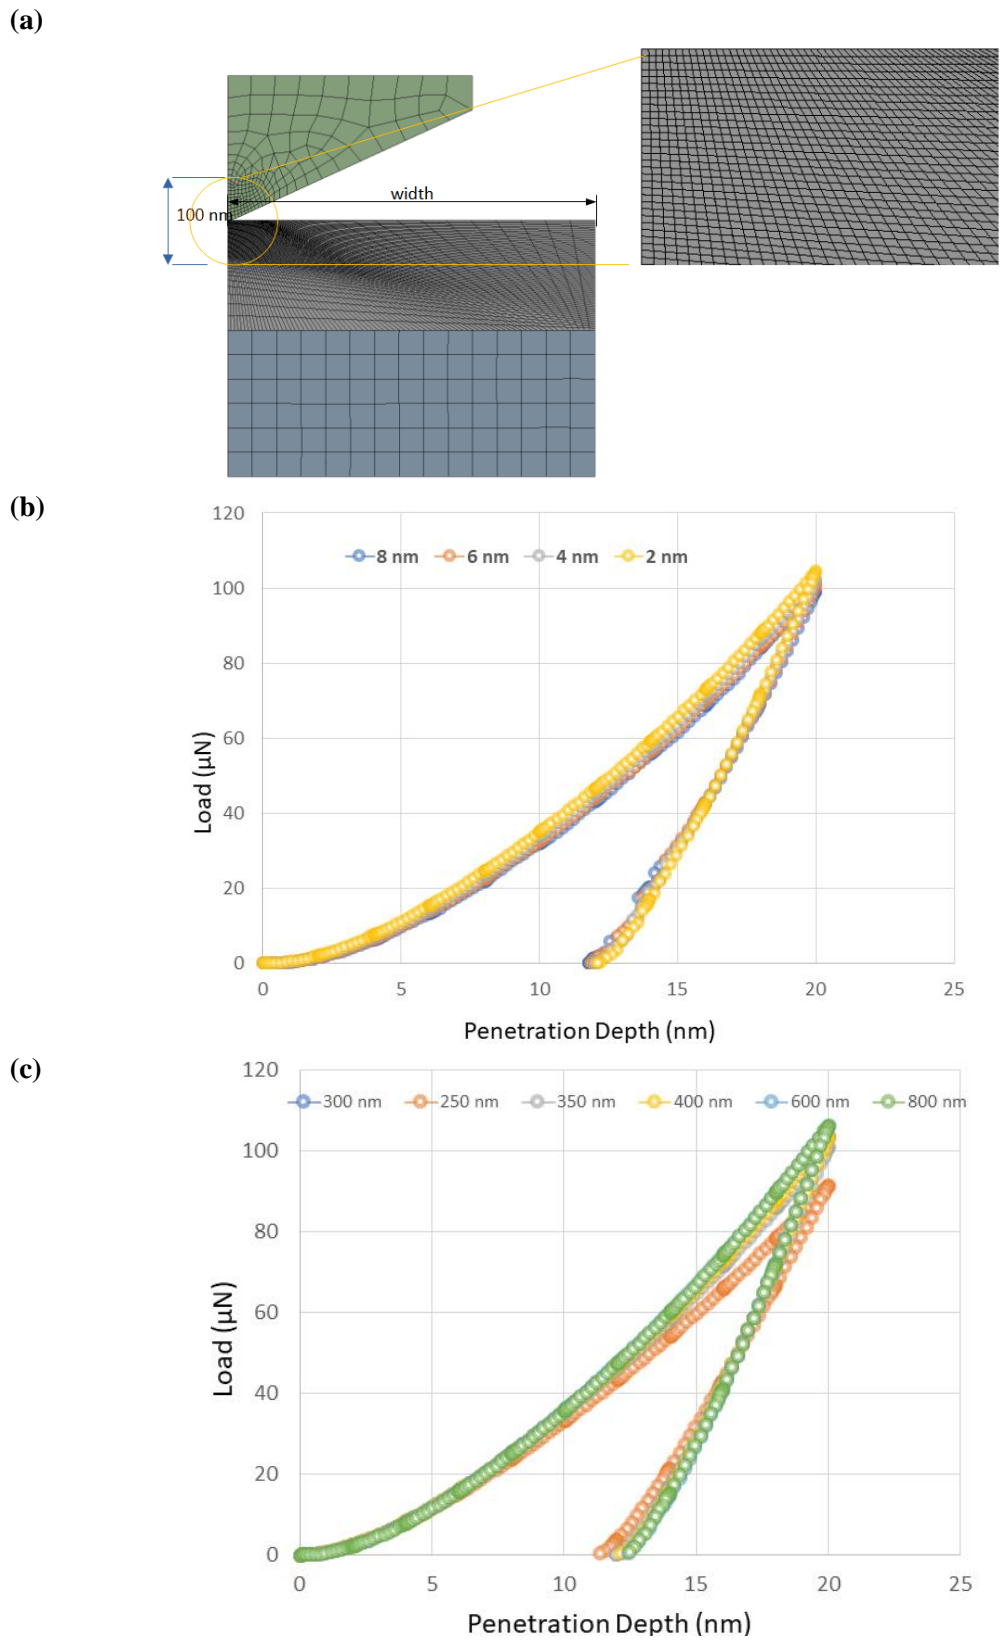 (a)
width
100 nm
(b)
120
8 nm 6 nm 4 nm 2 nm
100
80
60
40
20
0
0 5 10 15 20 25
Load (μN)
Penetration Depth (nm)
(c)
120
300 nm 250 nm 350 nm 400 nm 600 nm 800 nm
100
80
60
40
20
0
0 5 10 15 20 25
Load (μN)
Penetration Depth (nm)